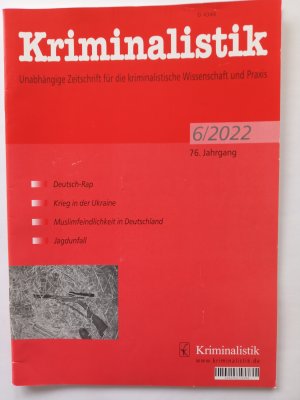 Kriminalistik
Unabhängige Zeitschrift für die kriminalistische Wissenschaft und Praxis
6/2022
76. Jahrgang
Deutsch-Rap
Krieg in der Ukraine
Muslimfeindlichkeit in Deutschland
Jagdunfall
Kriminalistik
www.kriminalistik.de